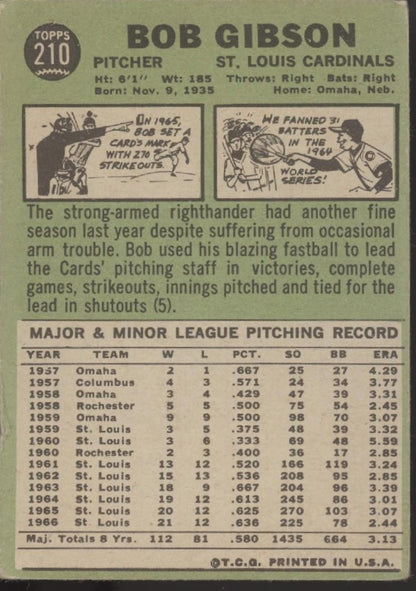 TOPPS
210
BOB GIBSON
PITCHER ST. LOUIS CARDINALS
Ht: 6'1" Wt: 185 Throws: Right Bats: Right
Born: Nov. 9, 1935 Home: Omaha, Neb.
IN 1965,
BOB SET A
CARDS MARK
WITH 270
STRIKEOUTS.
HE FANNED 31
BATTERS
IN THE
1964
WORLD
SERIES!
The strong-armed righthander had another fine
season last year despite suffering from occasional
arm trouble. Bob used his blazing fastball to lead
the Cards' pitching staff in victories, complete
games, strikeouts, innings pitched and tied for the
lead in shutouts (5).
MAJOR & MINOR LEAGUE PITCHING RECORD
YEAR TEAM W L PCT. SO BB ERA
1957 Omaha 2 1 .667 25 27 4.29
1957 Columbus 4 3 .571 24 34 3.77
1958 Omaha 3 4 .429 47 39 3.31
1958 Rochester 5 5 .500 75 54 2.45
1959 Omaha 9 9 .500 98 70 3.07
1959 St. Louis 3 5 .375 48 39 3.32
1960 St. Louis 3 6 .333 69 48 5.59
1960 Rochester 2 3 .400 36 17 2.85
1961 St. Louis 13 12 .520 166 119 3.24
1962 St. Louis 15 13 .536 208 95 2.85
1963 St. Louis 18 9 .667 204 96 3.39
1964 St. Louis 19 12 .613 245 86 3.01
1965 St. Louis 20 12 .625 270 103 3.07
1966 St. Louis 21 12 .636 225 78 2.44
Maj. Totals 8 Yrs. 112 81 .580 1435 664 3.13
©T.C.G. PRINTED IN U.S.A.